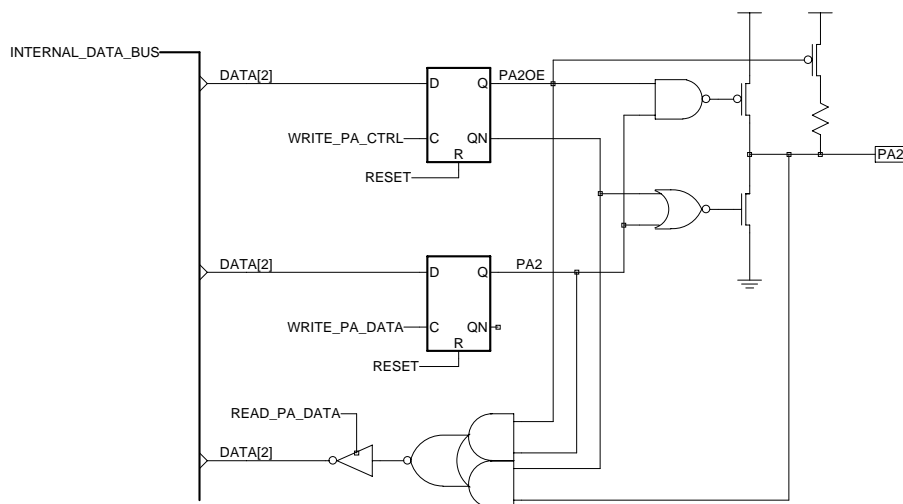 INTERNAL_DATA_BUS
DATA[2]
D
Q
PA2OE
WRITE_PA_CTRL
C
QN
R
RESET
PA2
DATA[2]
D
Q
PA2
WRITE_PA_DATA
C
QN
R
RESET
READ_PA_DATA
DATA[2]